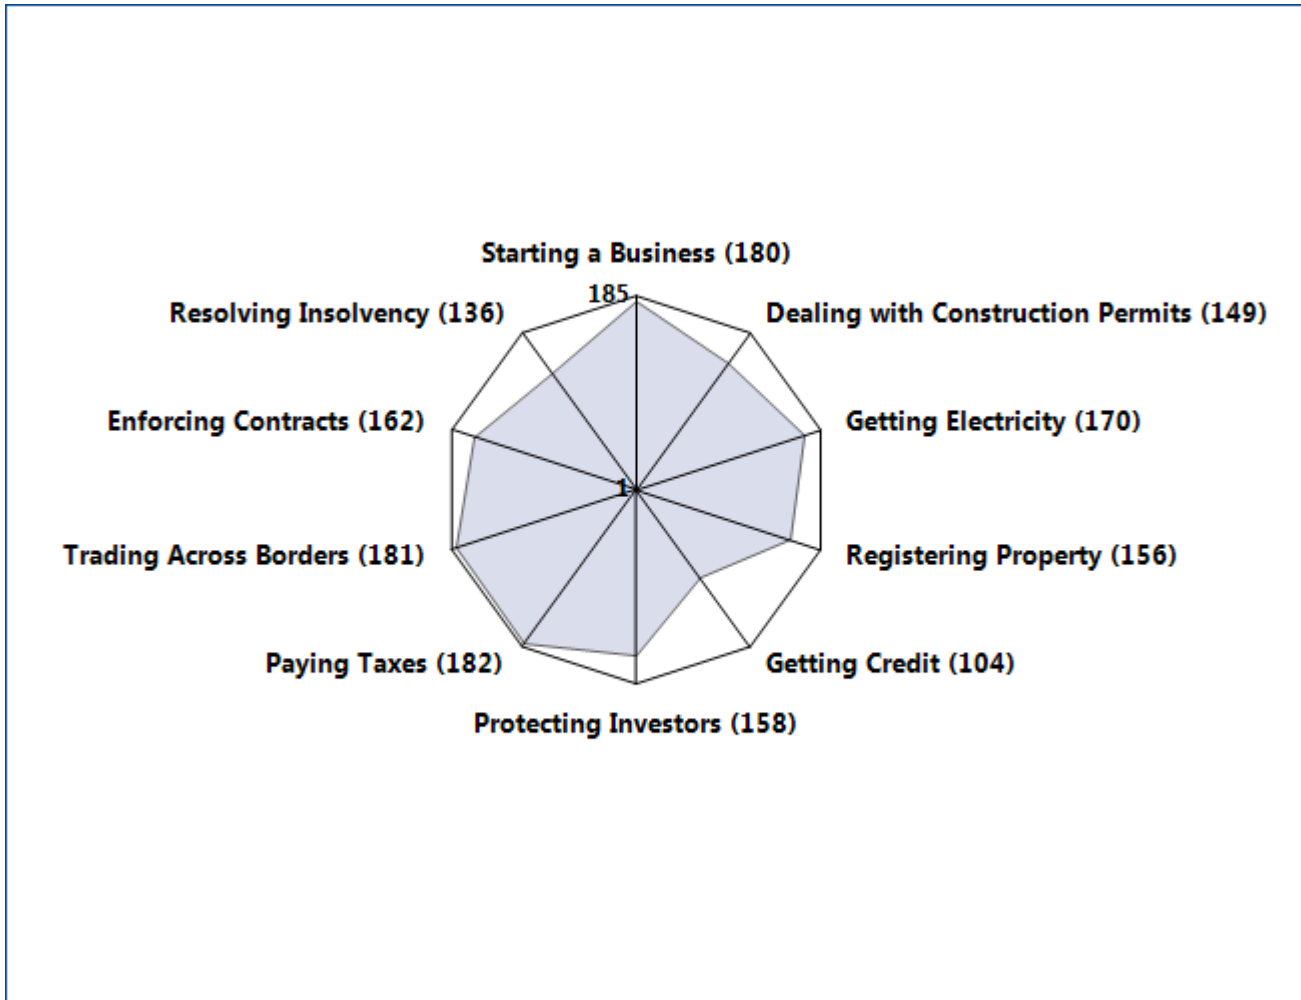 Starting a Business (180)
185
Resolving Insolvency (136)
Dealing with Construction Permits (149)
Enforcing Contracts (162)
Getting Electricity (170)
1
Trading Across Borders (181)
Registering Property (156)
Paying Taxes (182)
Getting Credit (104)
Protecting Investors (158)